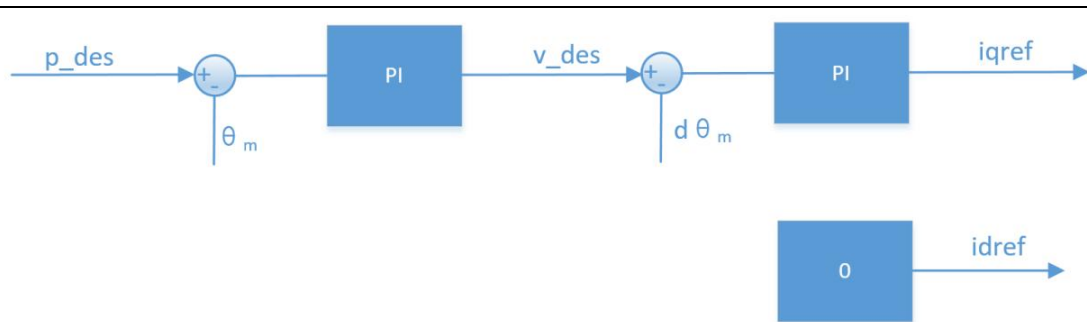 p_des
+
-
θ m
PI
v_des
+
-
d θ m
PI
iqref
0
idref